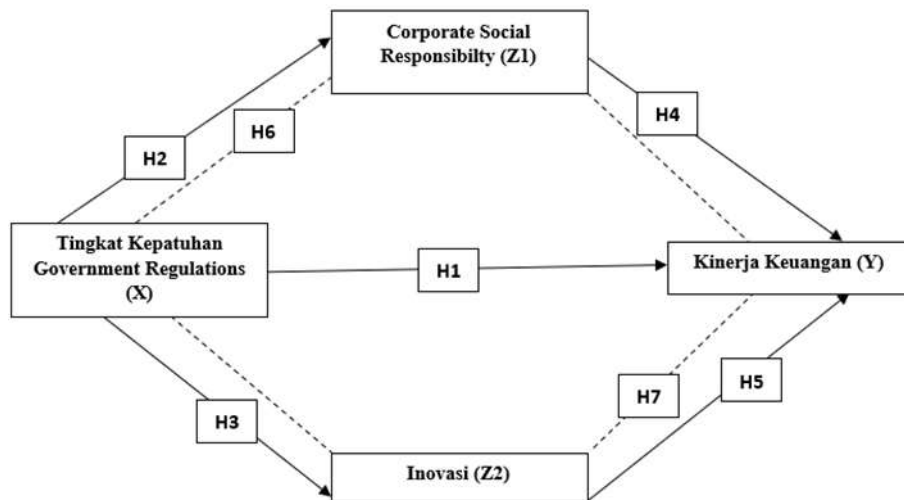 Corporate Social
Responsibilty (Z1)
H6
H4
H2
Tingkat Kepatuhan
Government Regulations
(X)
H1
Kinerja Keuangan (Y)
H7
H5
H3
Inovasi (Z2)